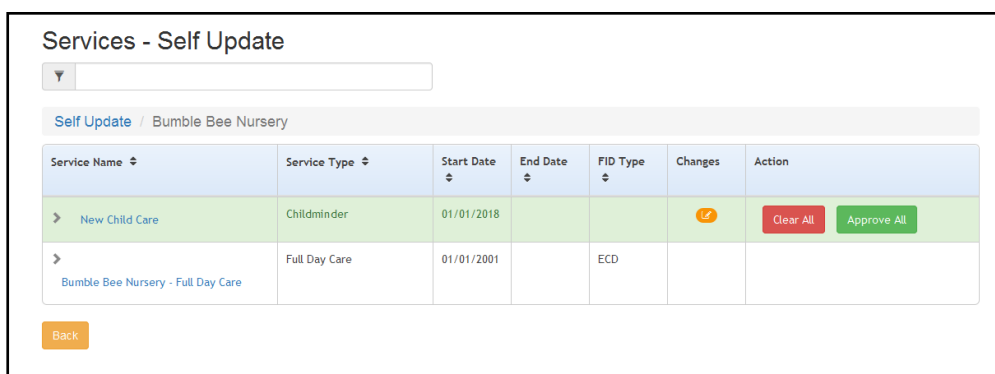 Services - Self Update
Self Update / Bumble Bee Nursery
Service Name Service Type Start Date End Date FID Type Changes Action
New Child Care Childminder 01/01/2018 Clear All Approve All
Full Day Care 01/01/2001 ECD
Bumble Bee Nursery - Full Day Care
Back